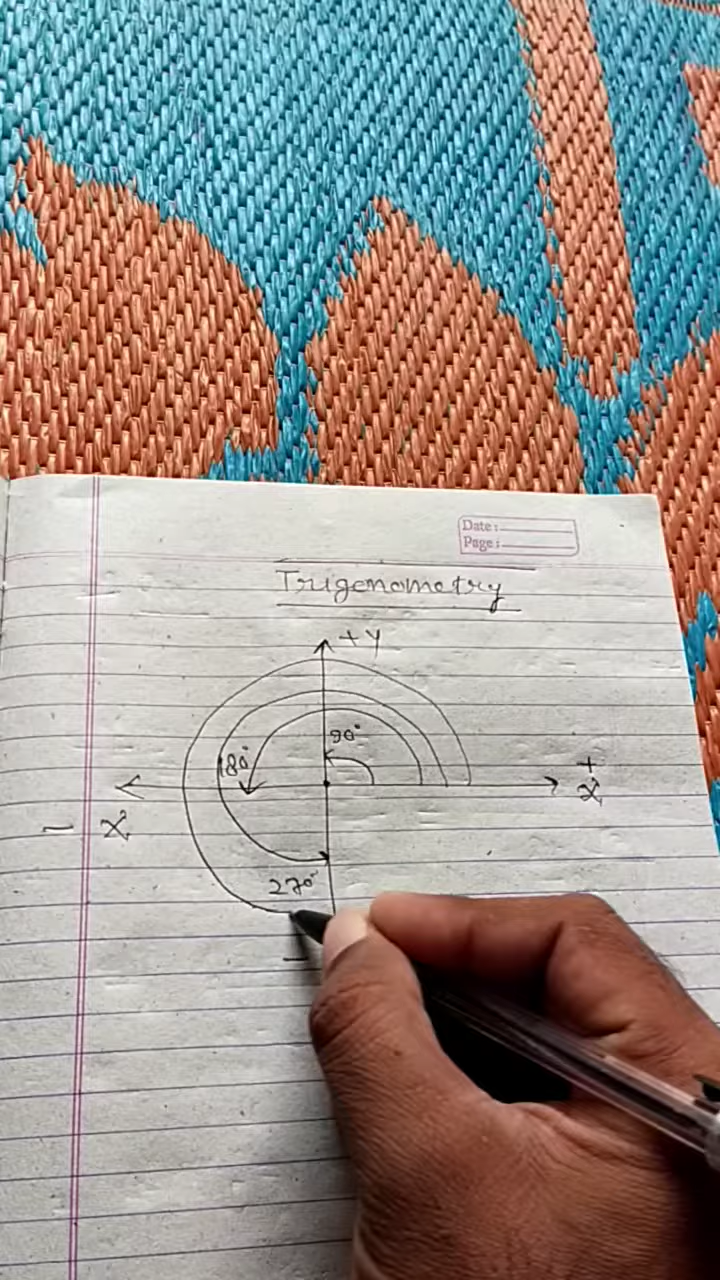 Date:
Page:
Trigonometry
+Y
90°
180°
+
X
-
X
270°
-